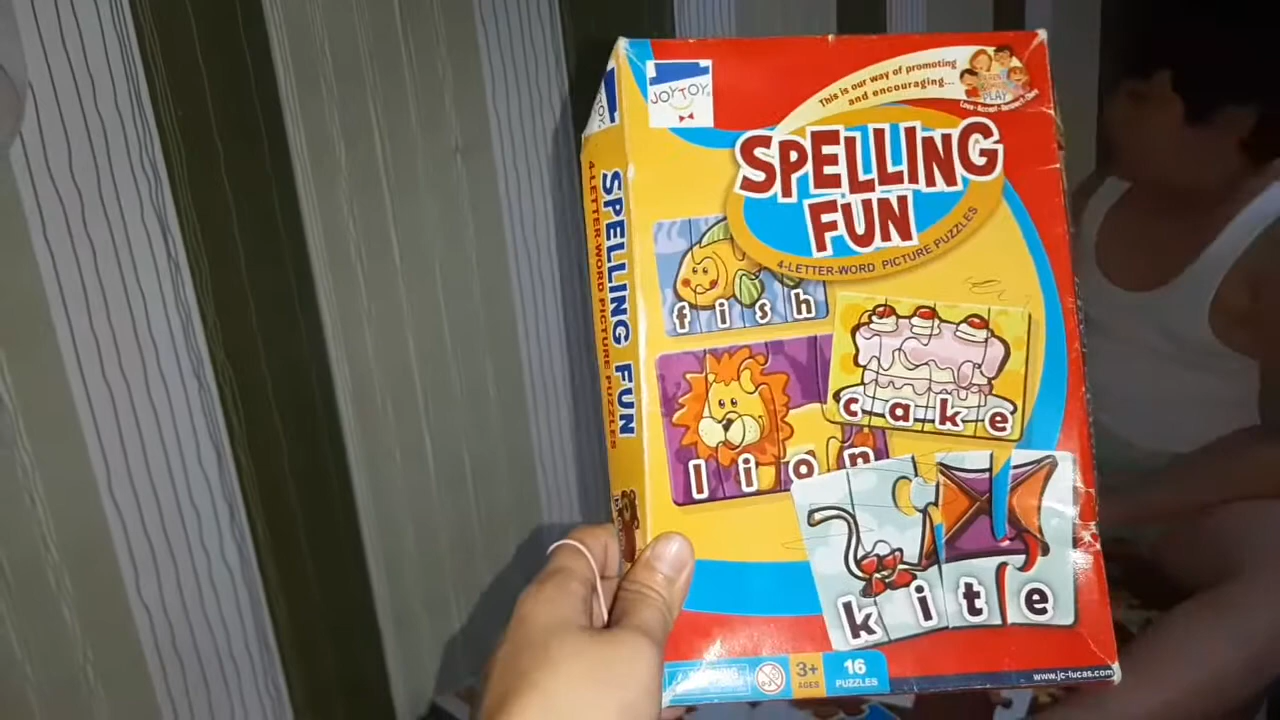 JOYTOY
This is our way of promoting
and encouraging...
PLAY
SPELLING
FUN
4-LETTER-WORD PICTURE PUZZLES
fish
cake
lion
kite
3+
AGES
16
PUZZLES
www.jc-lucas.com
SPELLING FUN
4-LETTER-WORD PICTURE PUZZLES